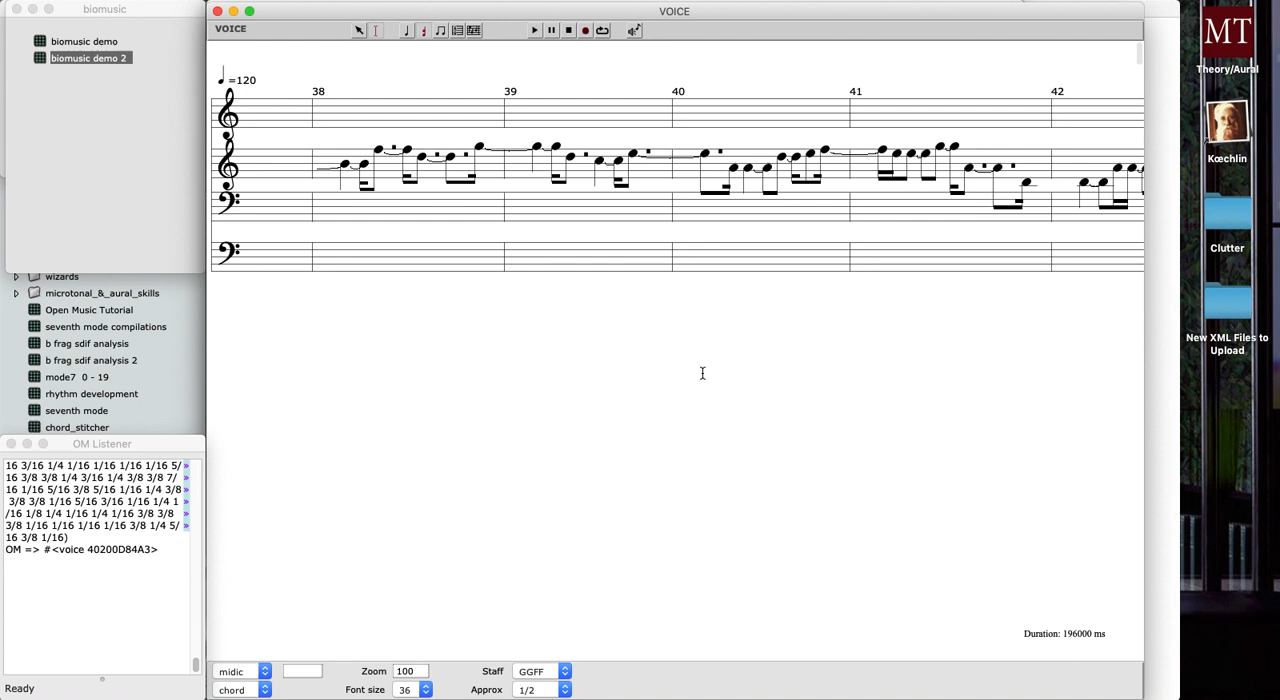 biomusic
biomusic demo
biomusic demo 2
wizards
microtonal_&_aural_skills
Open Music Tutorial
seventh mode compilations
b frag sdif analysis
b frag sdif analysis 2
mode7 0 - 19
rhythm development
seventh mode
chord_stitcher
OM Listener
16 3/16 1/4 1/16 1/16 1/16 1/16 5/
16 3/8 3/8 1/4 3/16 1/4 3/8 3/8 7/
16 1/16 5/16 3/8 5/16 1/16 1/4 3/8
3/8 3/8 1/16 5/16 3/16 1/16 1/4 1
/16 1/8 1/4 1/16 1/4 1/16 3/8 3/8
3/8 1/16 1/16 1/16 1/16 3/8 1/4 5/
16 3/8 1/16)
OM => #<voice 40200D84A3>
Ready
VOICE
VOICE
=120
38 39 40 41 42
Duration: 196000 ms
midic Zoom 100 Staff GGFF
chord Font size 36 Approx 1/2
MT
Theory/Aural
Kœchlin
Clutter
New XML Files to
Upload